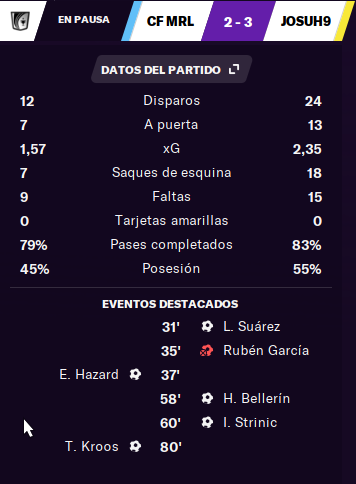 EN PAUSA CF MRL 2 - 3 JOSUH9
DATOS DEL PARTIDO
12 Disparos 24
7 A puerta 13
1,57 xG 2,35
7 Saques de esquina 18
9 Faltas 15
0 Tarjetas amarillas 0
79% Pases completados 83%
45% Posesión 55%
EVENTOS DESTACADOS
31' L. Suárez
35' Rubén García
E. Hazard 37'
58' H. Bellerín
60' I. Strinic
T. Kroos 80'